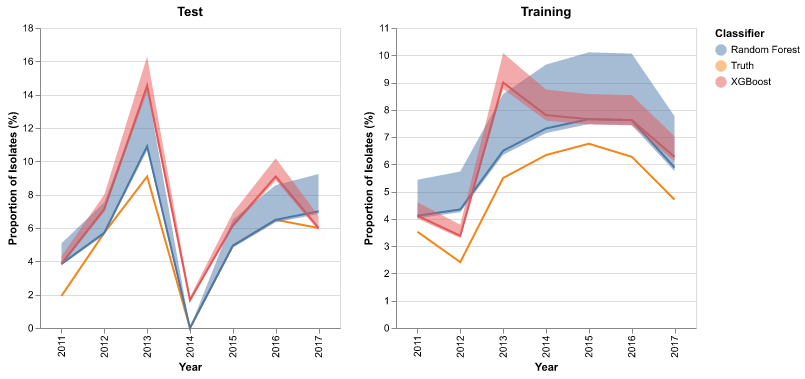 Test
Proportion of Isolates (%)
18
16
14
12
10
8
6
4
2
0
2011 2012 2013 2014 2015 2016 2017
Year
Training
Proportion of Isolates (%)
11
10
9
8
7
6
5
4
3
2
1
0
2011 2012 2013 2014 2015 2016 2017
Year
Classifier
Random Forest
Truth
XGBoost